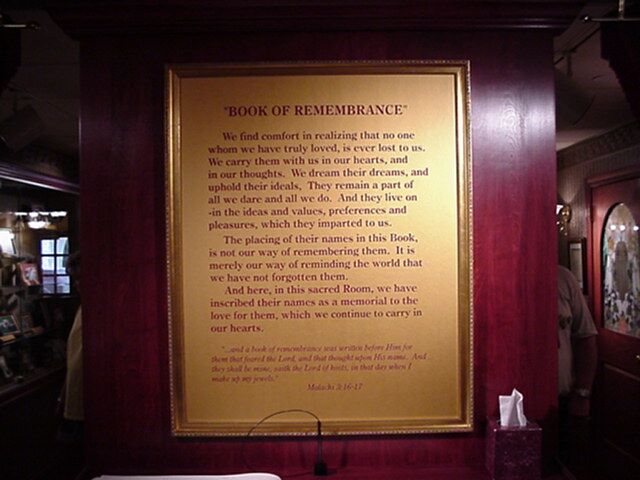 "BOOK OF REMEMBRANCE"
We find comfort in realizing that no one
whom we have truly loved, is ever lost to us.
We carry them with us in our hearts, and
in our thoughts. We dream their dreams, and
uphold their ideals, They remain a part of
all we dare and all we do. And they live on
-in the ideas and values, preferences and
pleasures, which they imparted to us.
The placing of their names in this Book,
is not our way of remembering them. It is
merely our way of reminding the world that
we have not forgotten them.
And here, in this sacred Room, we have
inscribed their names as a memorial to the
love for them, which we continue to carry in
our hearts.
"...and a book of remembrance was written before Him for
them that feared the Lord, and that thought upon His name. And
they shall be mine, saith the Lord of hosts, in that day when I
make up my jewels."
Malachi 3:16-17